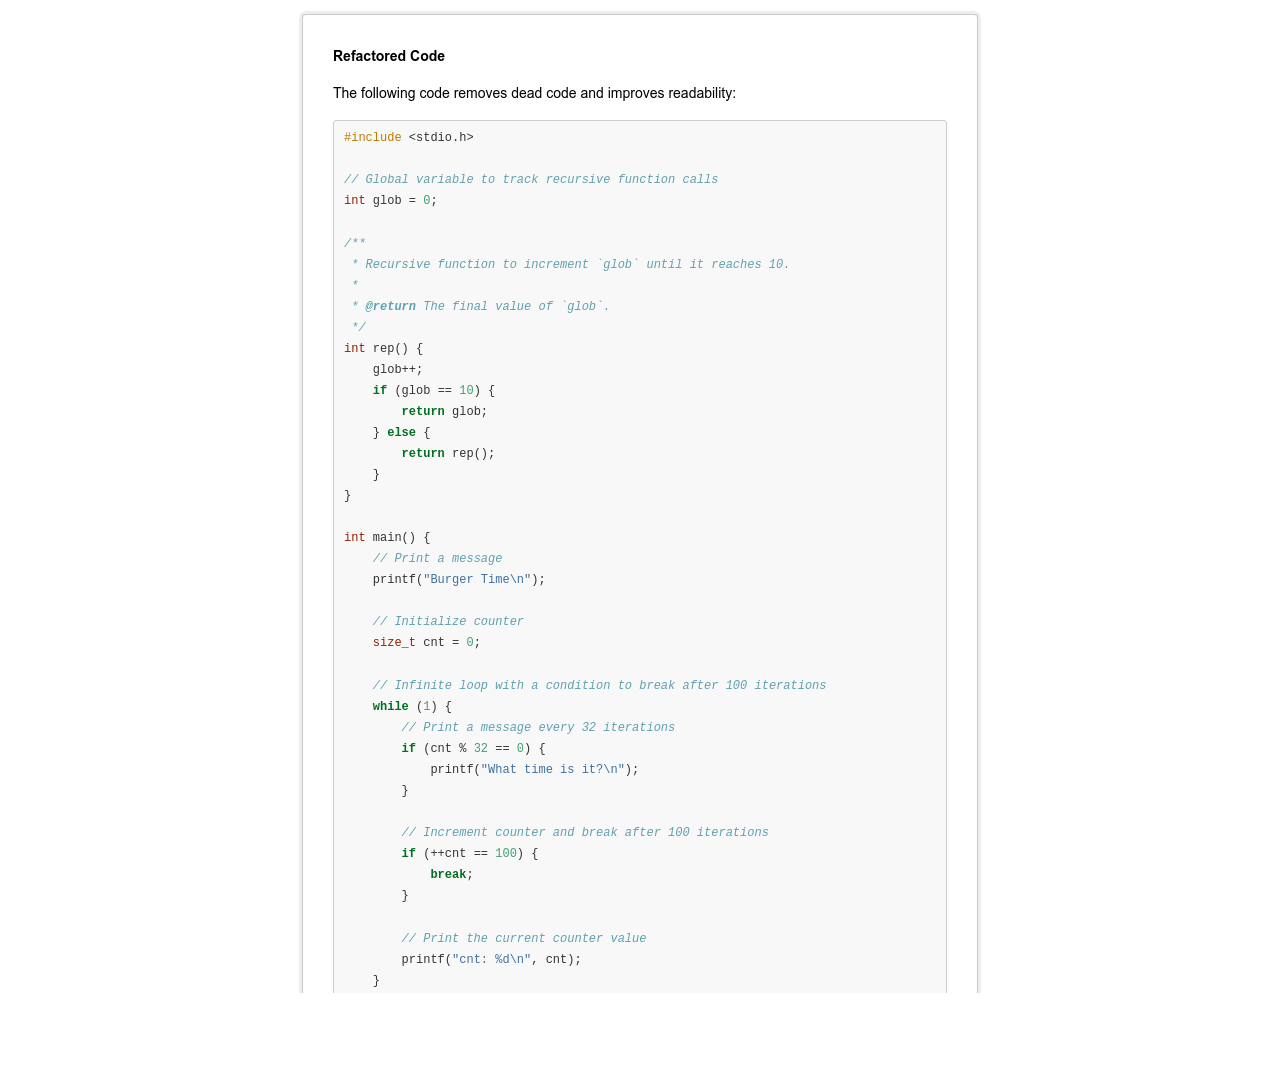 Refactored Code
The following code removes dead code and improves readability:
#include <stdio.h>
// Global variable to track recursive function calls
int glob = 0;
/**
 * Recursive function to increment `glob` until it reaches 10.
 *
 * @return The final value of `glob`.
 */
int rep() {
    glob++;
    if (glob == 10) {
        return glob;
    } else {
        return rep();
    }
}
int main() {
    // Print a message
    printf("Burger Time\n");
    // Initialize counter
    size_t cnt = 0;
    // Infinite loop with a condition to break after 100 iterations
    while (1) {
        // Print a message every 32 iterations
        if (cnt % 32 == 0) {
            printf("What time is it?\n");
        }
        // Increment counter and break after 100 iterations
        if (++cnt == 100) {
            break;
        }
        // Print the current counter value
        printf("cnt: %d\n", cnt);
    }